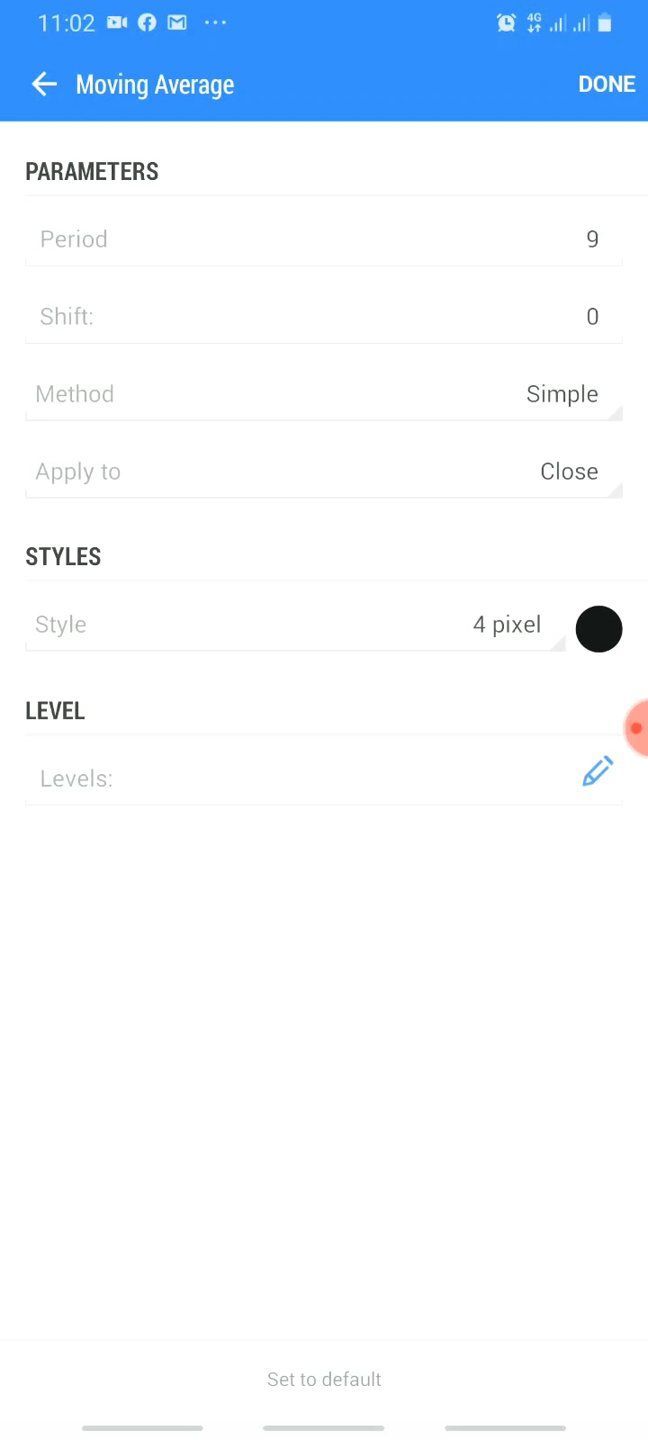 11:02
4G
Moving Average
DONE
PARAMETERS
Period 9
Shift: 0
Method Simple
Apply to Close
STYLES
Style 4 pixel
LEVEL
Levels:
Set to default